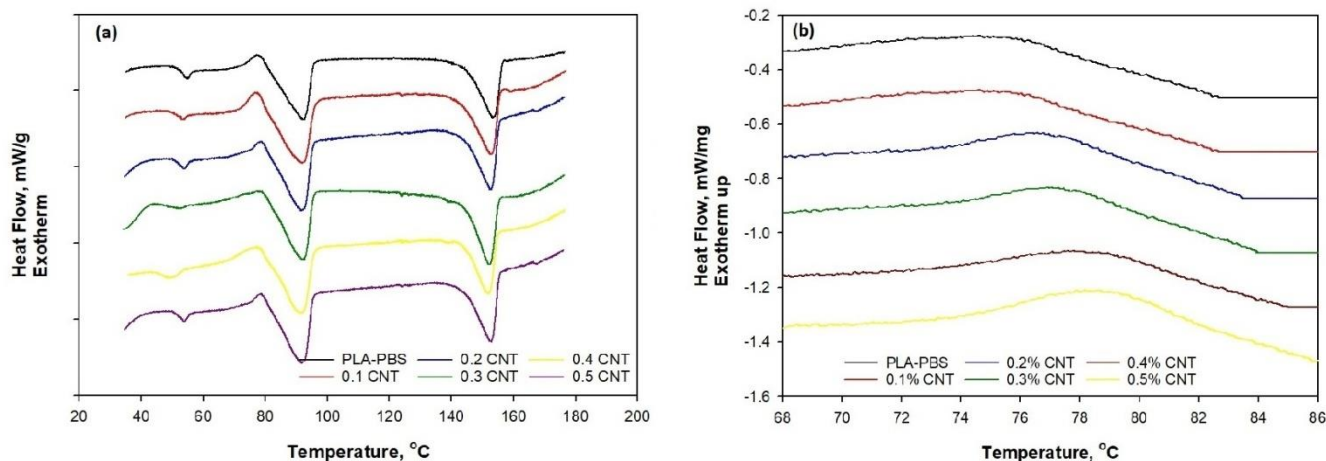 (a)
Heat Flow, mW/g
Exotherm
PLA-PBS 0.2 CNT 0.4 CNT
0.1 CNT 0.3 CNT 0.5 CNT
20 40 60 80 100 120 140 160 180 200
Temperature, °C
(b)
Heat Flow, mW/mg
Exotherm up
-0.2
-0.4
-0.6
-0.8
-1.0
-1.2
-1.4
-1.6
PLA-PBS 0.2% CNT 0.4% CNT
0.1% CNT 0.3% CNT 0.5% CNT
68 70 72 74 76 78 80 82 84 86
Temperature, °C